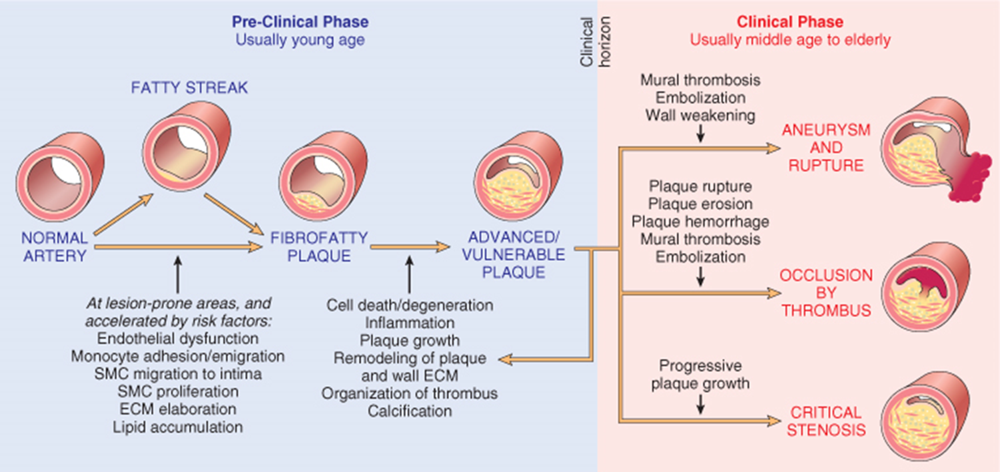 Pre-Clinical Phase
Usually young age
Clinical
horizon
Clinical Phase
Usually middle age to elderly
FATTY STREAK
NORMAL
ARTERY
FIBROFATTY
PLAQUE
ADVANCED/
VULNERABLE
PLAQUE
At lesion-prone areas, and
accelerated by risk factors:
Endothelial dysfunction
Monocyte adhesion/emigration
SMC migration to intima
SMC proliferation
ECM elaboration
Lipid accumulation
Cell death/degeneration
Inflammation
Plaque growth
Remodeling of plaque
and wall ECM
Organization of thrombus
Calcification
Mural thrombosis
Embolization
Wall weakening
ANEURYSM
AND
RUPTURE
Plaque rupture
Plaque erosion
Plaque hemorrhage
Mural thrombosis
Embolization
OCCLUSION
BY
THROMBUS
Progressive
plaque growth
CRITICAL
STENOSIS